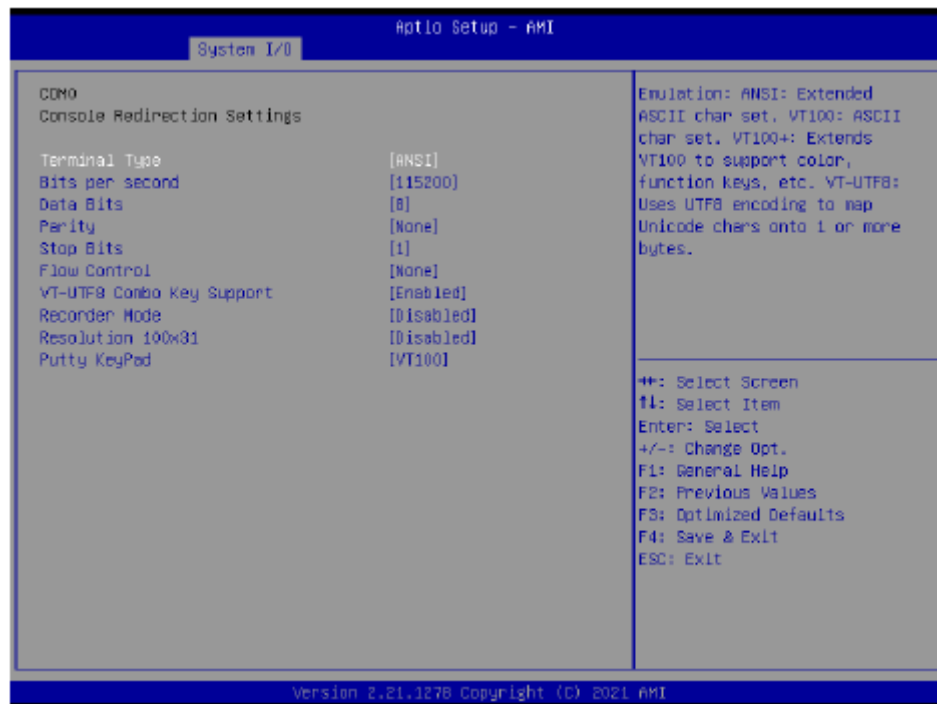 Aptio Setup - AMI
System I/O
COM0
Console Redirection Settings
Terminal Type [ANSI]
Bits per second [115200]
Data Bits [8]
Parity [None]
Stop Bits [1]
Flow Control [None]
VT-UTF8 Combo Key Support [Enabled]
Recorder Mode [Disabled]
Resolution 100x31 [Disabled]
Putty KeyPad [VT100]
Emulation: ANSI: Extended
ASCII char set. VT100: ASCII
char set. VT100+: Extends
VT100 to support color,
function keys, etc. VT-UTF8:
Uses UTF8 encoding to map
Unicode chars onto 1 or more
bytes.
→←: Select Screen
↑↓: Select Item
Enter: Select
+/-: Change Opt.
F1: General Help
F2: Previous Values
F3: Optimized Defaults
F4: Save & Exit
ESC: Exit
Version 2.21.1278 Copyright (C) 2021 AMI